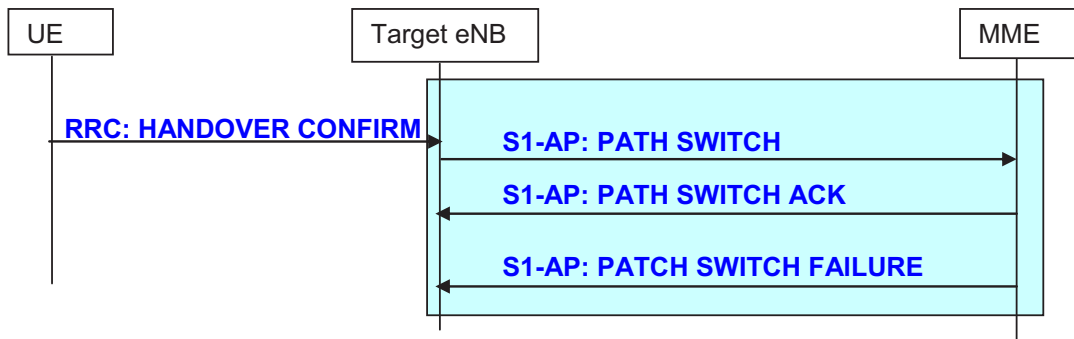 UE
Target eNB
MME
RRC: HANDOVER CONFIRM
S1-AP: PATH SWITCH
S1-AP: PATH SWITCH ACK
S1-AP: PATCH SWITCH FAILURE